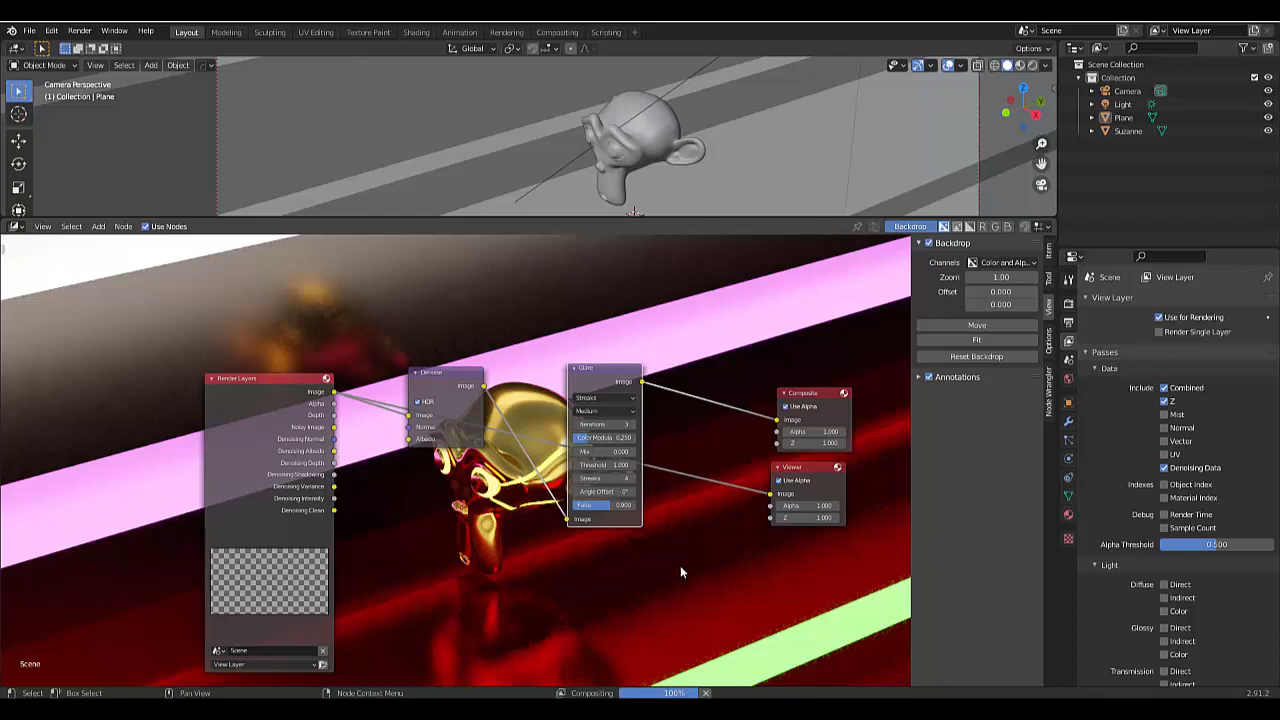 File Edit Render Window Help Layout Modeling Sculpting UV Editing Texture Paint Shading Animation Rendering Compositing Scripting + Scene View Layer
Global Options
Object Mode View Select Add Object
Camera Perspective
(1) Collection | Plane
Scene Collection
Collection
Camera
Light
Plane
Suzanne
X
Y
Z
View Select Add Node Use Nodes Backdrop R G B
Backdrop
Channels Color and Alp...
Zoom 1.00
Offset 0.000
0.000
Move
Fit
Reset Backdrop
Annotations
Item
Tool
View
Options
Node Wrangler
Render Layers
Image
Alpha
Depth
Noisy Image
Denoising Normal
Denoising Albedo
Denoising Depth
Denoising Shadowing
Denoising Variance
Denoising Intensity
Denoising Clean
Scene
View Layer
Denoise
Image
HDR
Image
Normal
Albedo
Glare
Image
Streaks
Medium
Iterations 3
Color Modula 0.250
Mix 0.000
Threshold 1.000
Streaks 4
Angle Offset 0°
Fade 0.900
Image
Composite
Use Alpha
Image
Alpha 1.000
Z 1.000
Viewer
Use Alpha
Image
Alpha 1.000
Z 1.000
Scene
Scene View Layer
View Layer
Use for Rendering
Render Single Layer
Passes
Data
Include Combined
Z
Mist
Normal
Vector
UV
Denoising Data
Indexes Object Index
Material Index
Debug Render Time
Sample Count
Alpha Threshold 0.500
Light
Diffuse Direct
Indirect
Color
Glossy Direct
Indirect
Color
Transmission Direct
Indirect
Select Box Select Pan View Node Context Menu Compositing 100% 2.91.2